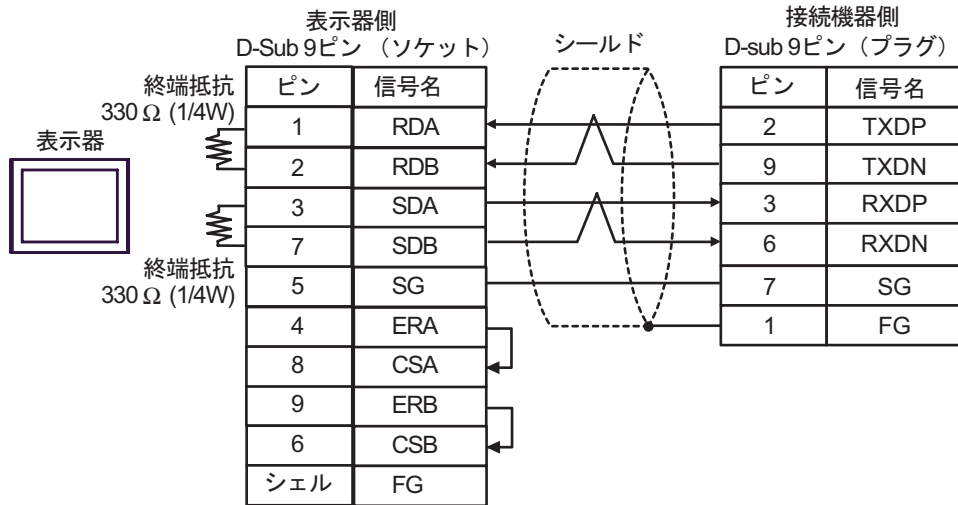 表示器側
D-Sub 9ピン （ソケット）
シールド
接続機器側
D-sub 9ピン（プラグ）
終端抵抗
330 Ω (1/4W)
表示器
終端抵抗
330 Ω (1/4W)
ピン 信号名
1 RDA
2 RDB
3 SDA
7 SDB
5 SG
4 ERA
8 CSA
9 ERB
6 CSB
シェル FG
ピン 信号名
2 TXDP
9 TXDN
3 RXDP
6 RXDN
7 SG
1 FG